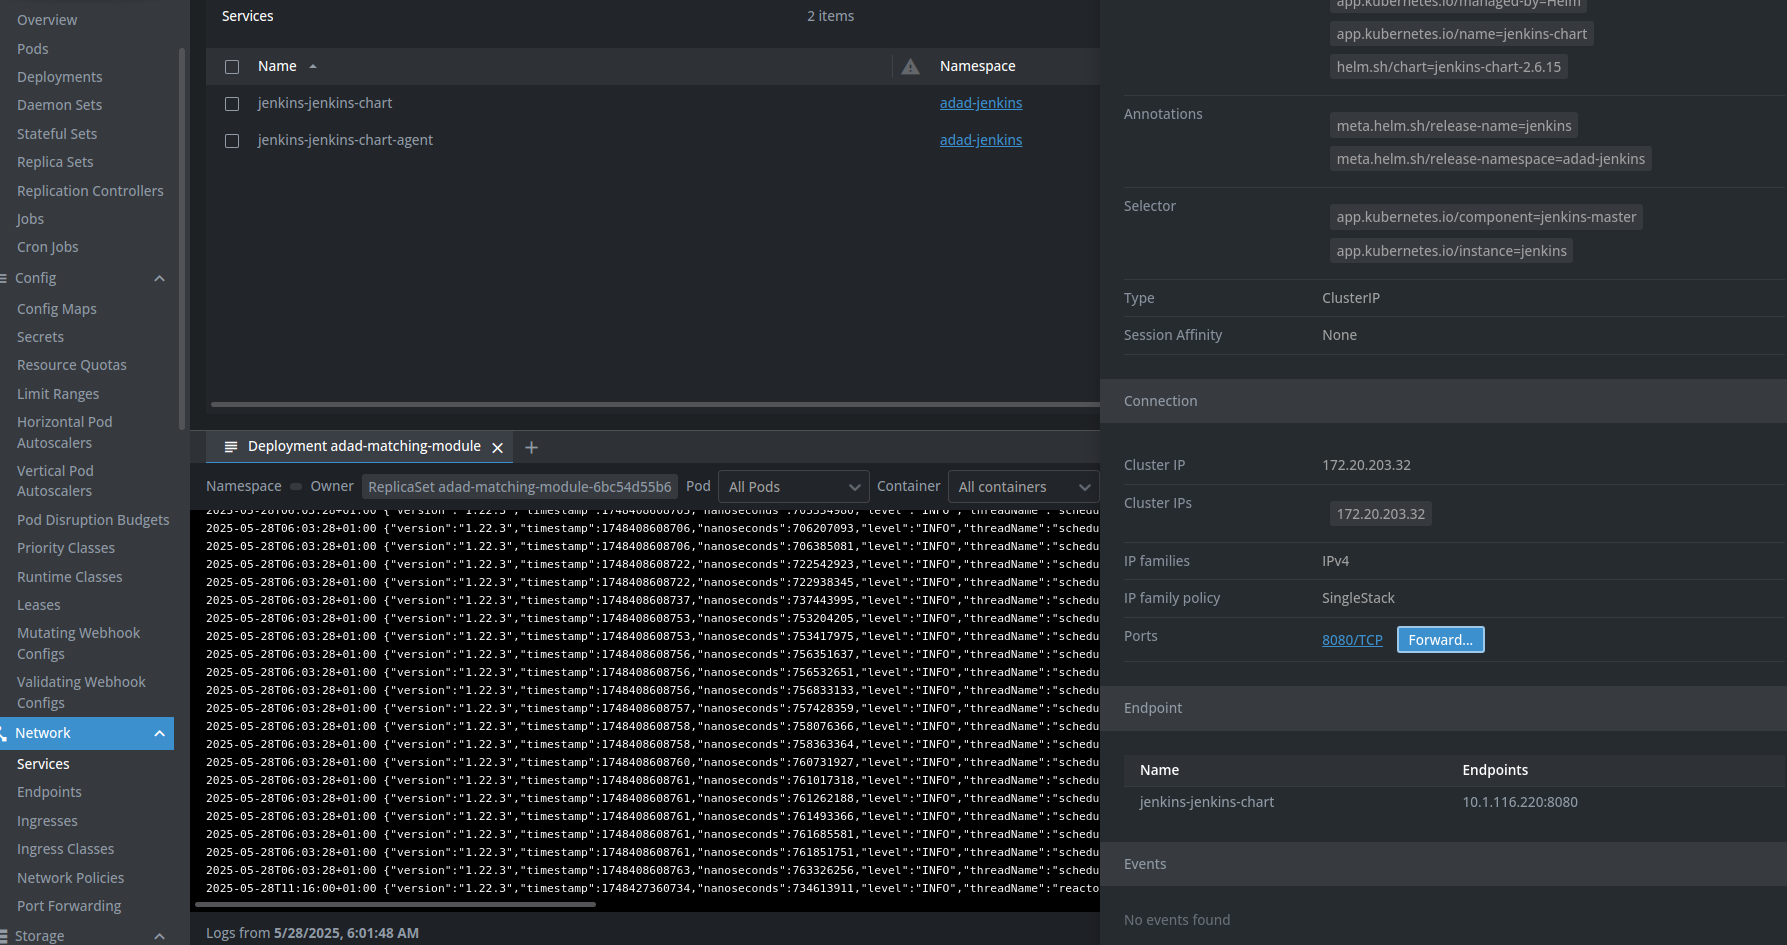 Overview
Pods
Deployments
Daemon Sets
Stateful Sets
Replica Sets
Replication Controllers
Jobs
Cron Jobs
Config
Config Maps
Secrets
Resource Quotas
Limit Ranges
Horizontal Pod
Autoscalers
Vertical Pod
Autoscalers
Pod Disruption Budgets
Priority Classes
Runtime Classes
Leases
Mutating Webhook
Configs
Validating Webhook
Configs
Network
Services
Endpoints
Ingresses
Ingress Classes
Network Policies
Port Forwarding
Storage
Services 2 items
Name Namespace
jenkins-jenkins-chart adad-jenkins
jenkins-jenkins-chart-agent adad-jenkins
Deployment adad-matching-module
Namespace Owner ReplicaSet adad-matching-module-6bc54d55b6 Pod All Pods Container All containers
2025-05-28T06:03:28+01:00 {"version":"1.22.3","timestamp":1748408608706,"nanoseconds":706207093,"level":"INFO","threadName":"schedu
2025-05-28T06:03:28+01:00 {"version":"1.22.3","timestamp":1748408608706,"nanoseconds":706385081,"level":"INFO","threadName":"schedu
2025-05-28T06:03:28+01:00 {"version":"1.22.3","timestamp":1748408608722,"nanoseconds":722542923,"level":"INFO","threadName":"schedu
2025-05-28T06:03:28+01:00 {"version":"1.22.3","timestamp":1748408608722,"nanoseconds":722938345,"level":"INFO","threadName":"schedu
2025-05-28T06:03:28+01:00 {"version":"1.22.3","timestamp":1748408608737,"nanoseconds":737443995,"level":"INFO","threadName":"schedu
2025-05-28T06:03:28+01:00 {"version":"1.22.3","timestamp":1748408608753,"nanoseconds":753204205,"level":"INFO","threadName":"schedu
2025-05-28T06:03:28+01:00 {"version":"1.22.3","timestamp":1748408608753,"nanoseconds":753417975,"level":"INFO","threadName":"schedu
2025-05-28T06:03:28+01:00 {"version":"1.22.3","timestamp":1748408608756,"nanoseconds":756351637,"level":"INFO","threadName":"schedu
2025-05-28T06:03:28+01:00 {"version":"1.22.3","timestamp":1748408608756,"nanoseconds":756532651,"level":"INFO","threadName":"schedu
2025-05-28T06:03:28+01:00 {"version":"1.22.3","timestamp":1748408608756,"nanoseconds":756833133,"level":"INFO","threadName":"schedu
2025-05-28T06:03:28+01:00 {"version":"1.22.3","timestamp":1748408608757,"nanoseconds":757428359,"level":"INFO","threadName":"schedu
2025-05-28T06:03:28+01:00 {"version":"1.22.3","timestamp":1748408608758,"nanoseconds":758076366,"level":"INFO","threadName":"schedu
2025-05-28T06:03:28+01:00 {"version":"1.22.3","timestamp":1748408608758,"nanoseconds":758363364,"level":"INFO","threadName":"schedu
2025-05-28T06:03:28+01:00 {"version":"1.22.3","timestamp":1748408608760,"nanoseconds":760731927,"level":"INFO","threadName":"schedu
2025-05-28T06:03:28+01:00 {"version":"1.22.3","timestamp":1748408608761,"nanoseconds":761017318,"level":"INFO","threadName":"schedu
2025-05-28T06:03:28+01:00 {"version":"1.22.3","timestamp":1748408608761,"nanoseconds":761262188,"level":"INFO","threadName":"schedu
2025-05-28T06:03:28+01:00 {"version":"1.22.3","timestamp":1748408608761,"nanoseconds":761493366,"level":"INFO","threadName":"schedu
2025-05-28T06:03:28+01:00 {"version":"1.22.3","timestamp":1748408608761,"nanoseconds":761685581,"level":"INFO","threadName":"schedu
2025-05-28T06:03:28+01:00 {"version":"1.22.3","timestamp":1748408608761,"nanoseconds":761851751,"level":"INFO","threadName":"schedu
2025-05-28T06:03:28+01:00 {"version":"1.22.3","timestamp":1748408608763,"nanoseconds":763326256,"level":"INFO","threadName":"schedu
2025-05-28T11:16:00+01:00 {"version":"1.22.3","timestamp":1748427360734,"nanoseconds":734613911,"level":"INFO","threadName":"reacto
Logs from 5/28/2025, 6:01:48 AM
app.kubernetes.io/managed-by=Helm
app.kubernetes.io/name=jenkins-chart
helm.sh/chart=jenkins-chart-2.6.15
Annotations
meta.helm.sh/release-name=jenkins
meta.helm.sh/release-namespace=adad-jenkins
Selector
app.kubernetes.io/component=jenkins-master
app.kubernetes.io/instance=jenkins
Type ClusterIP
Session Affinity None
Connection
Cluster IP 172.20.203.32
Cluster IPs 172.20.203.32
IP families IPv4
IP family policy SingleStack
Ports 8080/TCP Forward...
Endpoint
Name Endpoints
jenkins-jenkins-chart 10.1.116.220:8080
Events
No events found